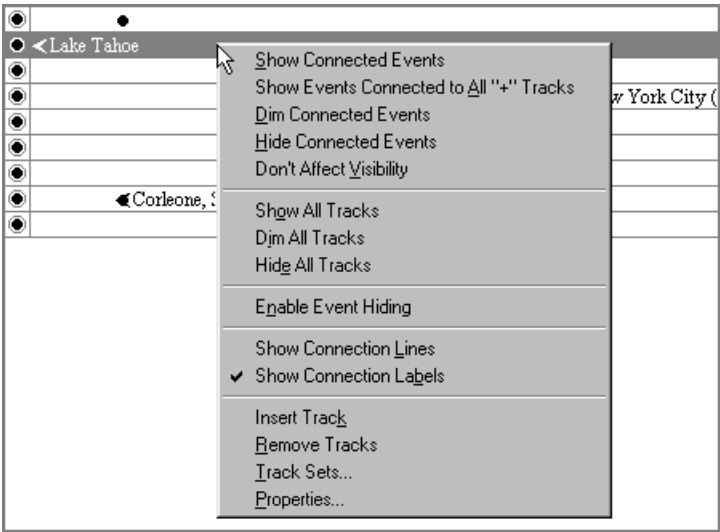 Lake Tahoe
Show Connected Events
Show Events Connected to All "+" Tracks
w York City (
Dim Connected Events
Hide Connected Events
Don't Affect Visibility
Corleone, S
Show All Tracks
Dim All Tracks
Hide All Tracks
Enable Event Hiding
Show Connection Lines
Show Connection Labels
Insert Track
Remove Tracks
Track Sets...
Properties...